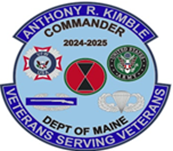 ANTHONY R. KIMBLE
COMMANDER
2024-2025
DEPT OF MAINE
VETERANS SERVING VETERANS